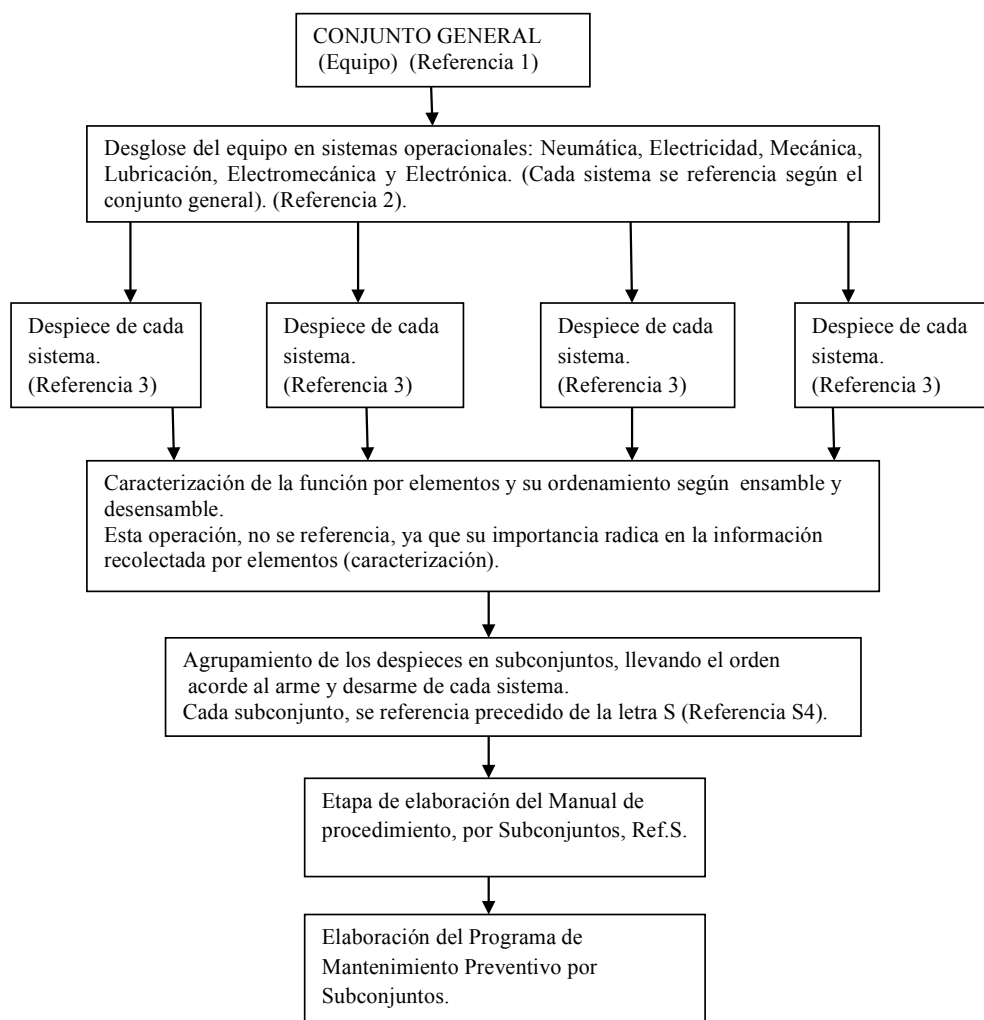 CONJUNTO GENERAL
(Equipo) (Referencia 1)
Desglose del equipo en sistemas operacionales: Neumática, Electricidad, Mecánica,
Lubricación, Electromecánica y Electrónica. (Cada sistema se referencia según el
conjunto general). (Referencia 2).
Despiece de cada
sistema.
(Referencia 3)
Despiece de cada
sistema.
(Referencia 3)
Despiece de cada
sistema.
(Referencia 3)
Despiece de cada
sistema.
(Referencia 3)
Caracterización de la función por elementos y su ordenamiento según ensamble y
desensamble.
Esta operación, no se referencia, ya que su importancia radica en la información
recolectada por elementos (caracterización).
Agrupamiento de los despieces en subconjuntos, llevando el orden
acorde al arme y desarme de cada sistema.
Cada subconjunto, se referencia precedido de la letra S (Referencia S4).
Etapa de elaboración del Manual de
procedimiento, por Subconjuntos, Ref.S.
Elaboración del Programa de
Mantenimiento Preventivo por
Subconjuntos.